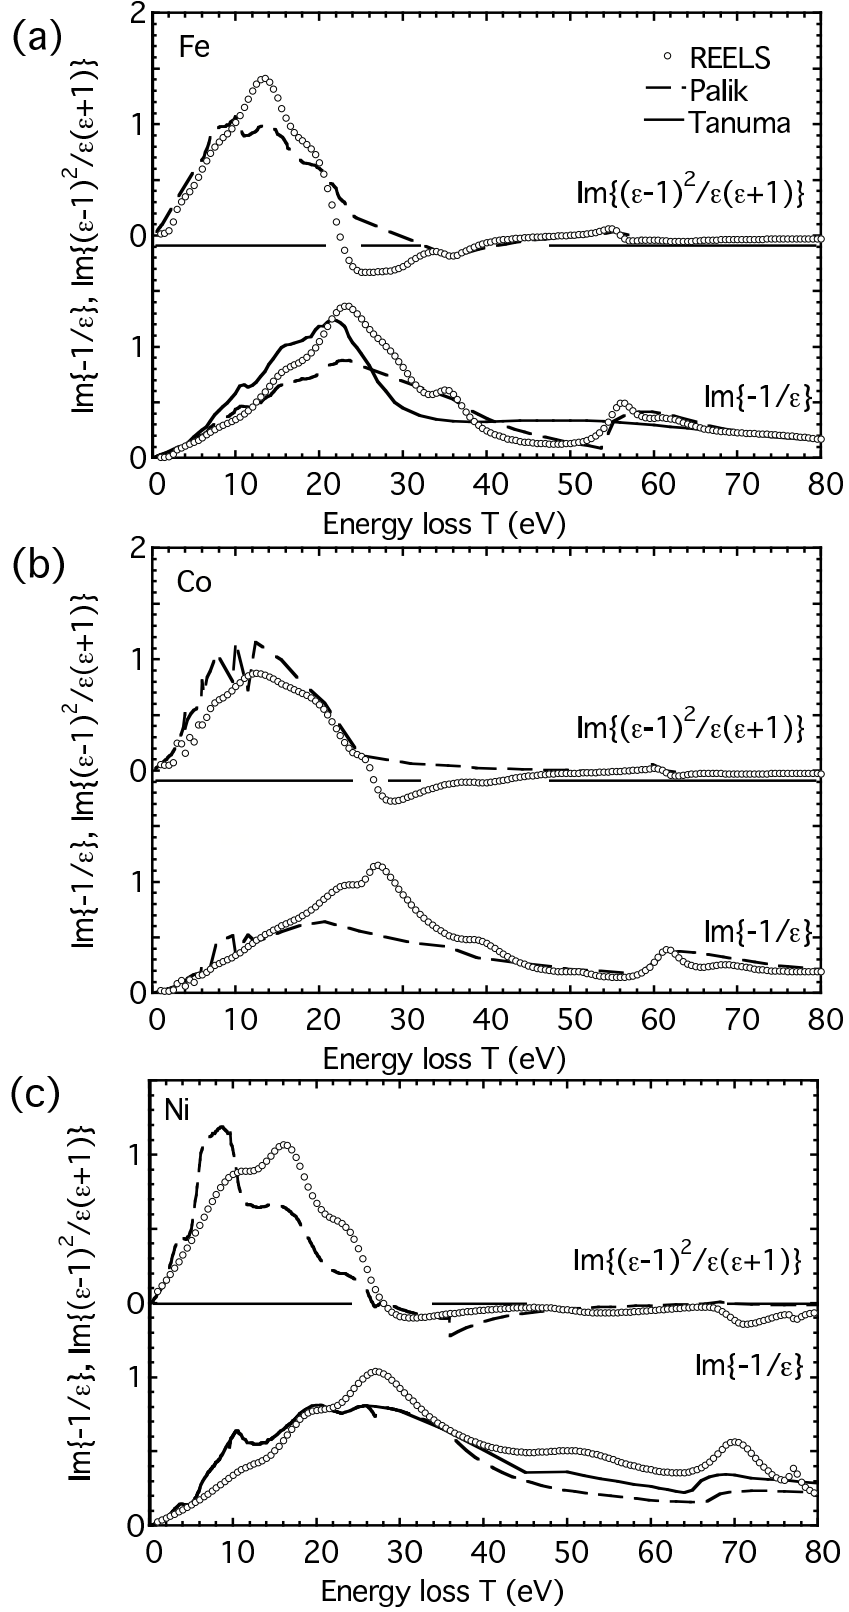 (a)
Fe
REELS
Palik
Tanuma
Im{(ε-1)²/ε(ε+1)}
Im{-1/ε}
Im{-1/ε}, Im{(ε-1)²/ε(ε+1)}
2
1
0
1
0
0 10 20 30 40 50 60 70 80
Energy loss T (eV)
(b)
Co
Im{(ε-1)²/ε(ε+1)}
Im{-1/ε}
Im{-1/ε}, Im{(ε-1)²/ε(ε+1)}
2
1
0
1
0
0 10 20 30 40 50 60 70 80
Energy loss T (eV)
(c)
Ni
Im{(ε-1)²/ε(ε+1)}
Im{-1/ε}
Im{-1/ε}, Im{(ε-1)²/ε(ε+1)}
1
0
1
0
0 10 20 30 40 50 60 70 80
Energy loss T (eV)